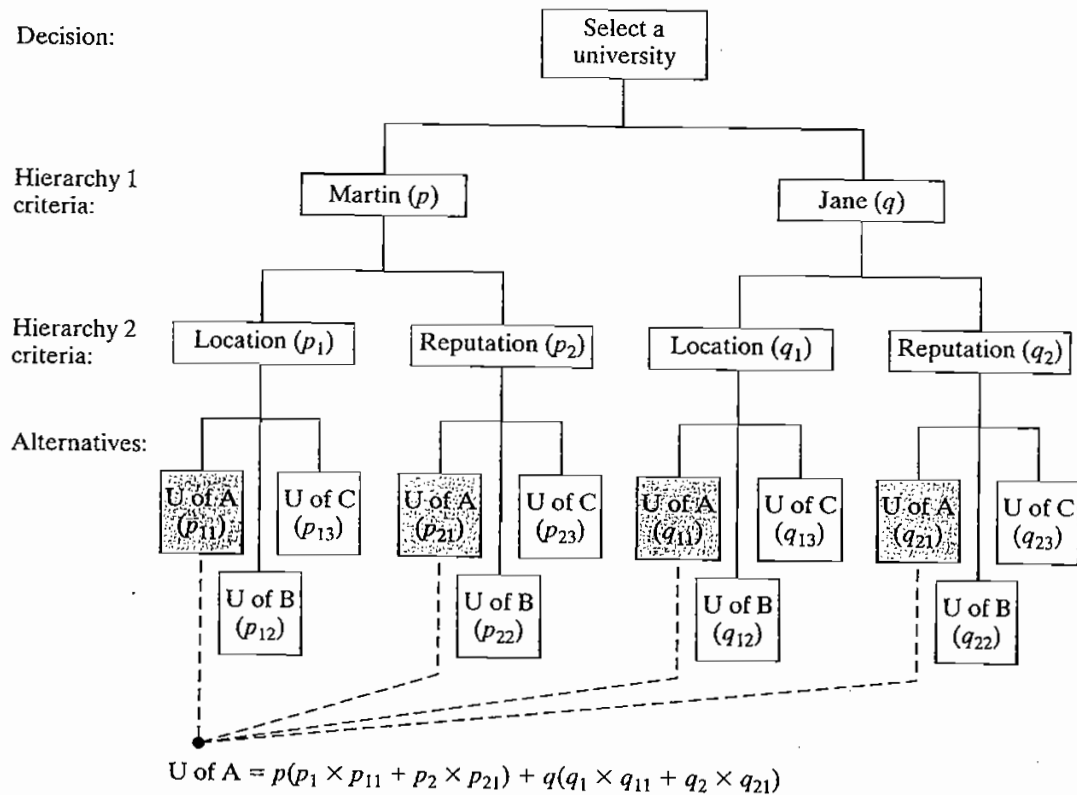 Decision:
Select a
university
Hierarchy 1
criteria:
Martin (p)
Jane (q)
Hierarchy 2
criteria:
Location (p₁)
Reputation (p₂)
Location (q₁)
Reputation (q₂)
Alternatives:
U of A
(p₁₁)
U of C
(p₁₃)
U of A
(p₂₁)
U of C
(p₂₃)
U of A
(q₁₁)
U of C
(q₁₃)
U of A
(q₂₁)
U of C
(q₂₃)
U of B
(p₁₂)
U of B
(p₂₂)
U of B
(q₁₂)
U of B
(q₂₂)
U of A = p(p₁ × p₁₁ + p₂ × p₂₁) + q(q₁ × q₁₁ + q₂ × q₂₁)